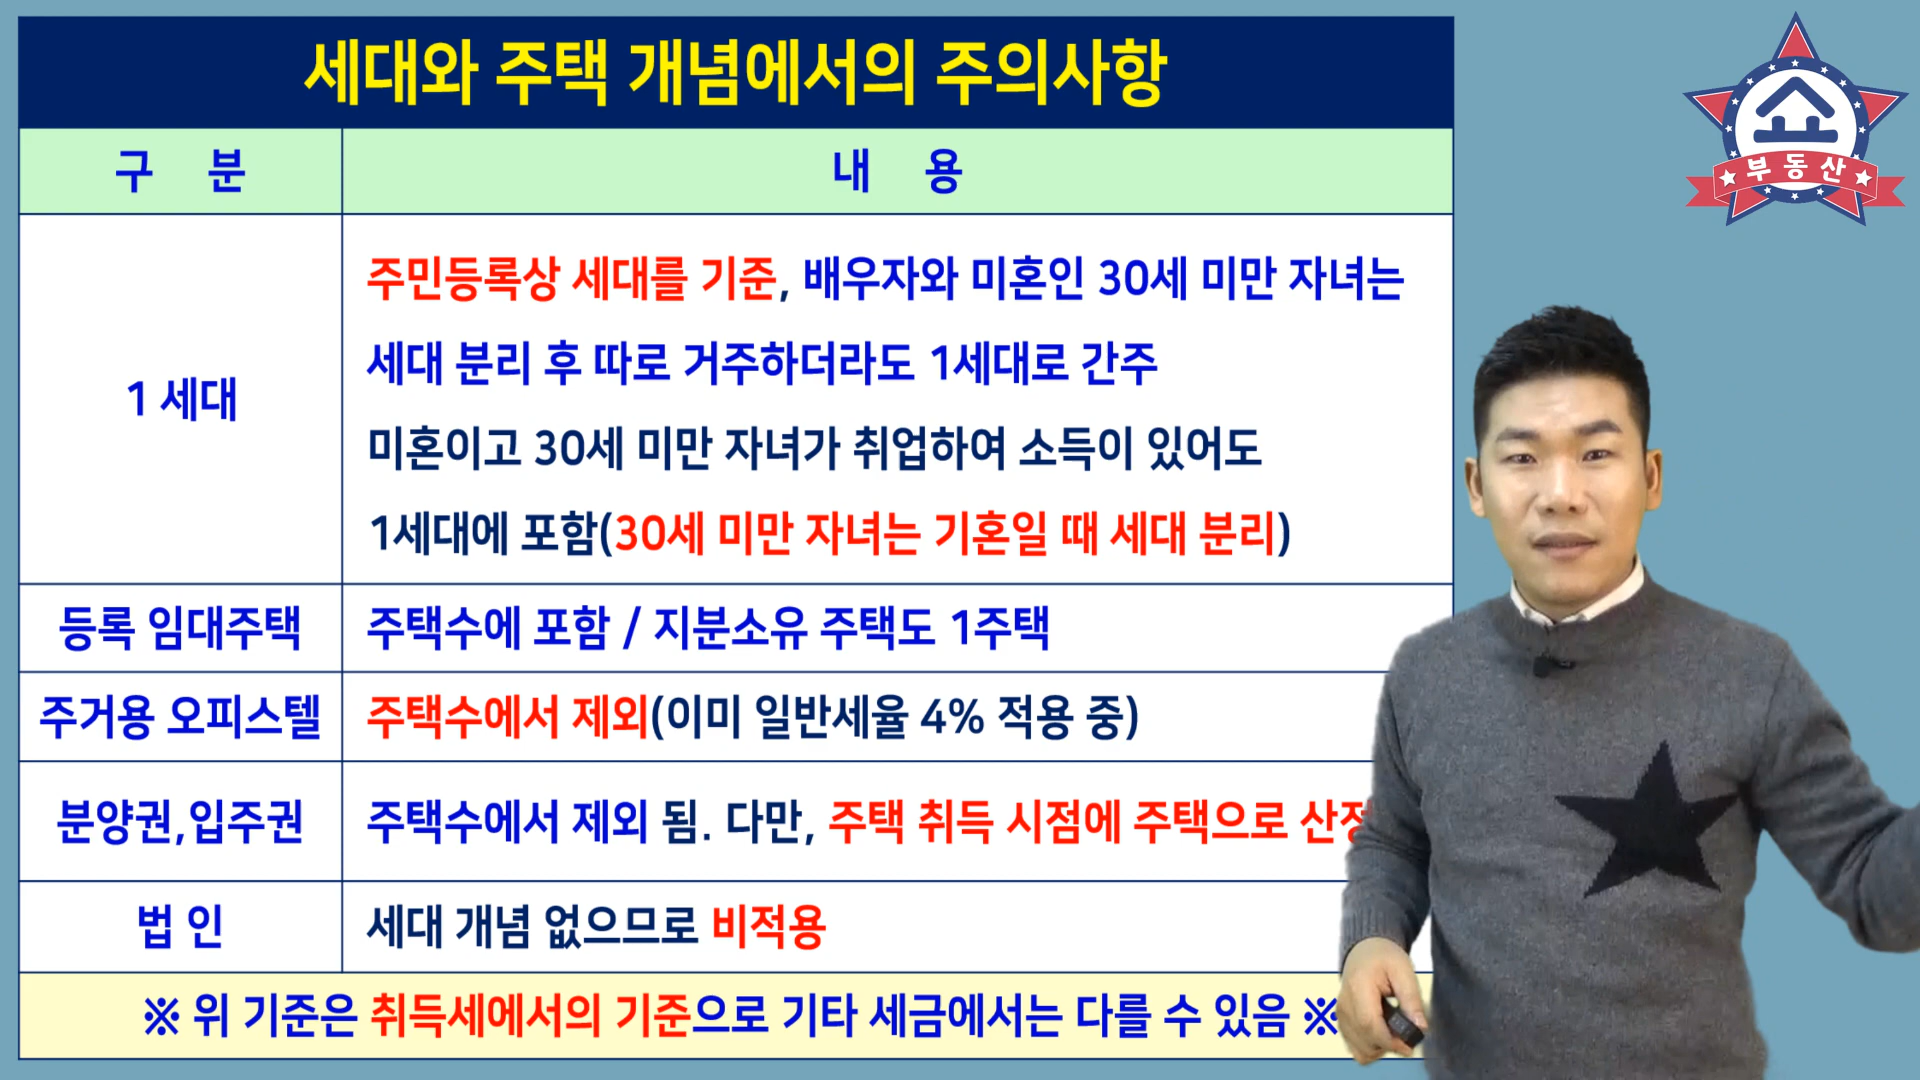 세대와 주택 개념에서의 주의사항
구 분
내 용
1 세대
주민등록상 세대를 기준, 배우자와 미혼인 30세 미만 자녀는
세대 분리 후 따로 거주하더라도 1세대로 간주
미혼이고 30세 미만 자녀가 취업하여 소득이 있어도
1세대에 포함(30세 미만 자녀는 기혼일 때 세대 분리)
등록 임대주택
주택수에 포함 / 지분소유 주택도 1주택
주거용 오피스텔
주택수에서 제외(이미 일반세율 4% 적용 중)
분양권,입주권
주택수에서 제외 됨. 다만, 주택 취득 시점에 주택으로 산정
법 인
세대 개념 없으므로 비적용
※ 위 기준은 취득세에서의 기준으로 기타 세금에서는 다를 수 있음 ※
쇼
부동산